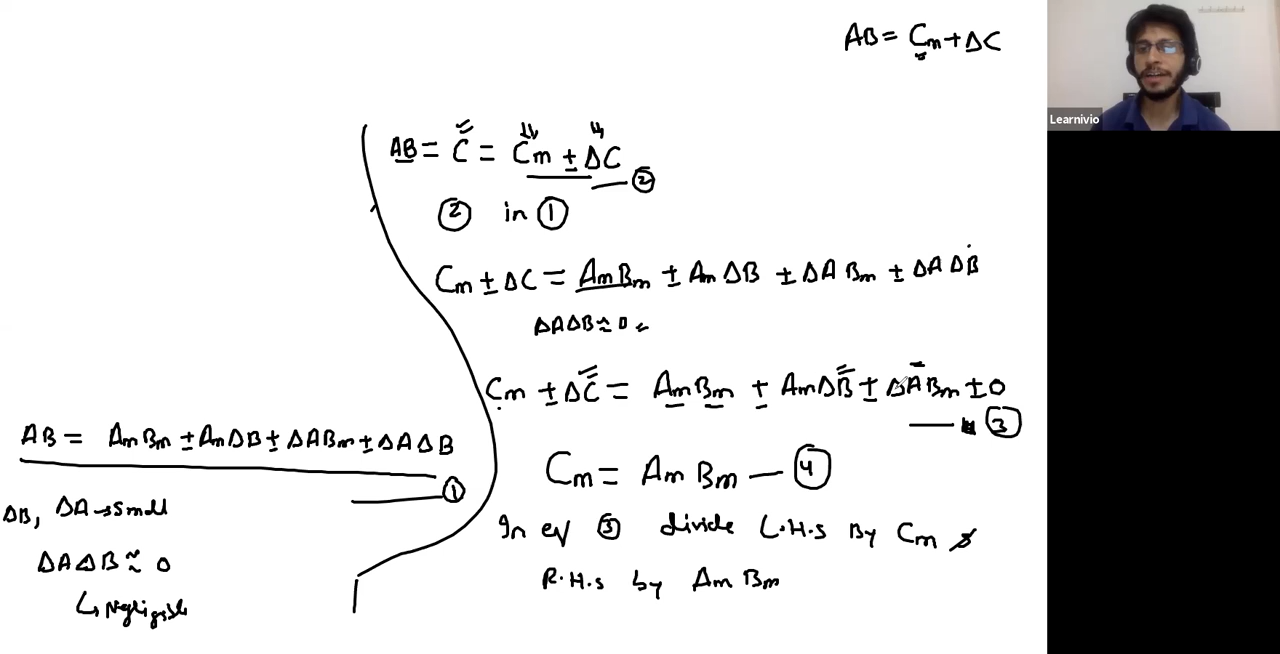 AB = Cm + ΔC
Learnivio
AB = C = Cm ± ΔC
②
② in ①
Cm ± ΔC = AmBm ± AmΔB ± ΔABm ± ΔAΔB
ΔAΔB ≈ 0
Cm ± ΔC = AmBm ± AmΔB ± ΔABm ± 0
③
Cm = AmBm — ④
In eq ③ divide L.H.S By Cm &
R.H.S by AmBm
AB = AmBm ± AmΔB ± ΔABm ± ΔAΔB
①
ΔB, ΔA → small
ΔAΔB ≈ 0
↳ Negligible